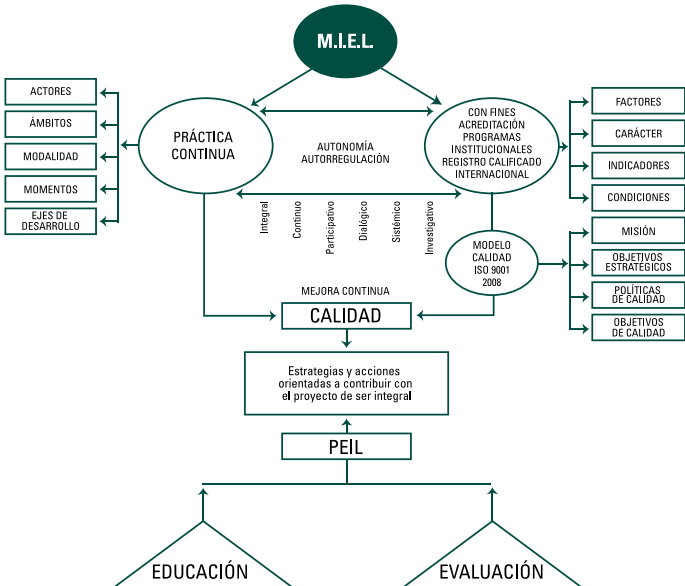 M.I.E.L.
ACTORES
ÁMBITOS
MODALIDAD
MOMENTOS
EJES DE
DESARROLLO
PRÁCTICA
CONTINUA
AUTONOMÍA
AUTORREGULACIÓN
CON FINES
ACREDITACIÓN
PROGRAMAS
INSTITUCIONALES
REGISTRO CALIFICADO
INTERNACIONAL
FACTORES
CARÁCTER
INDICADORES
CONDICIONES
Integral
Continuo
Participativo
Dialógico
Sistémico
Investigativo
MODELO
CALIDAD
ISO 9001
2008
MISIÓN
OBJETIVOS
ESTRATÉGICOS
POLÍTICAS
DE CALIDAD
OBJETIVOS
DE CALIDAD
MEJORA CONTINUA
CALIDAD
Estrategias y acciones
orientadas a contribuir con
el proyecto de ser integral
PEIL
EDUCACIÓN
EVALUACIÓN